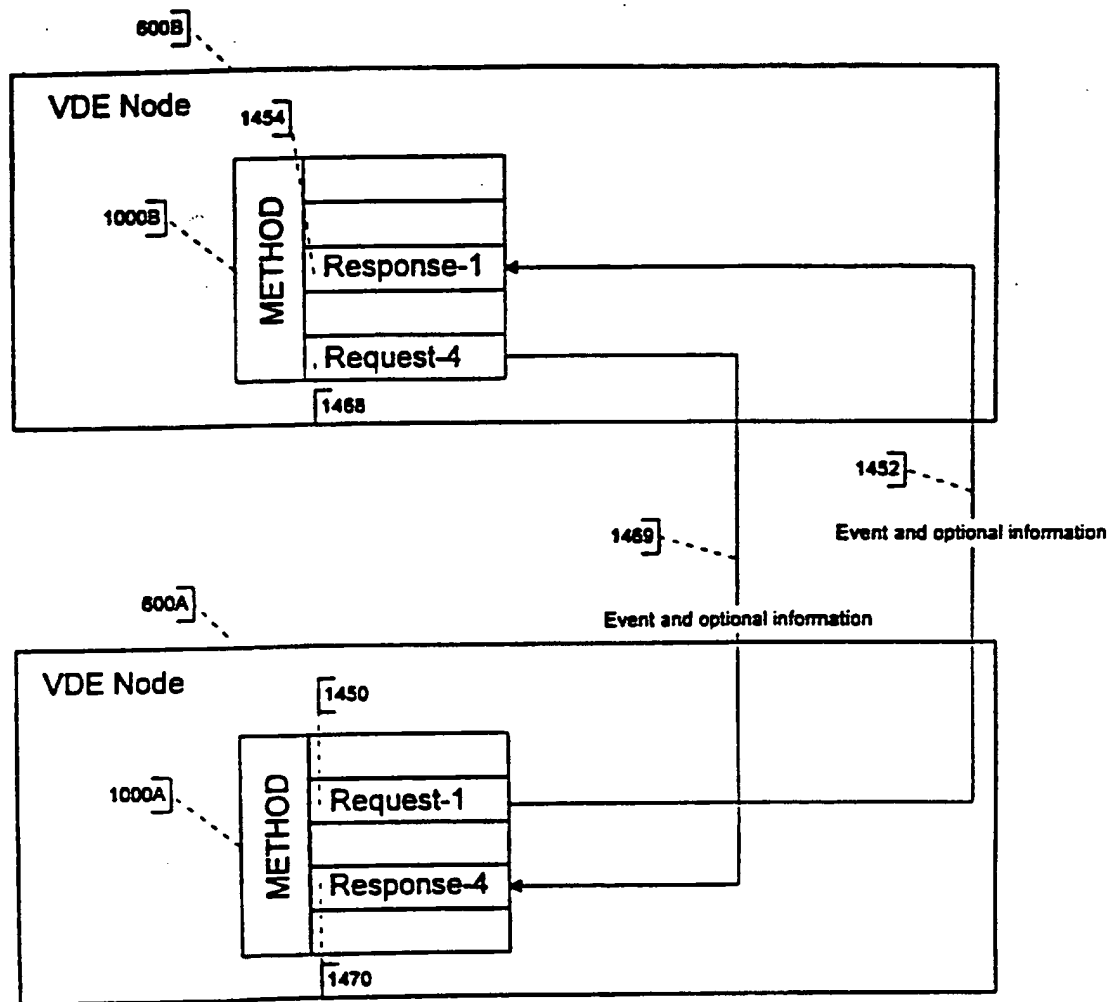 600B
VDE Node
1454
1000B
METHOD
Response-1
Request-4
1468
1452
Event and optional information
1469
600A
Event and optional information
VDE Node
1450
1000A
METHOD
Request-1
Response-4
1470